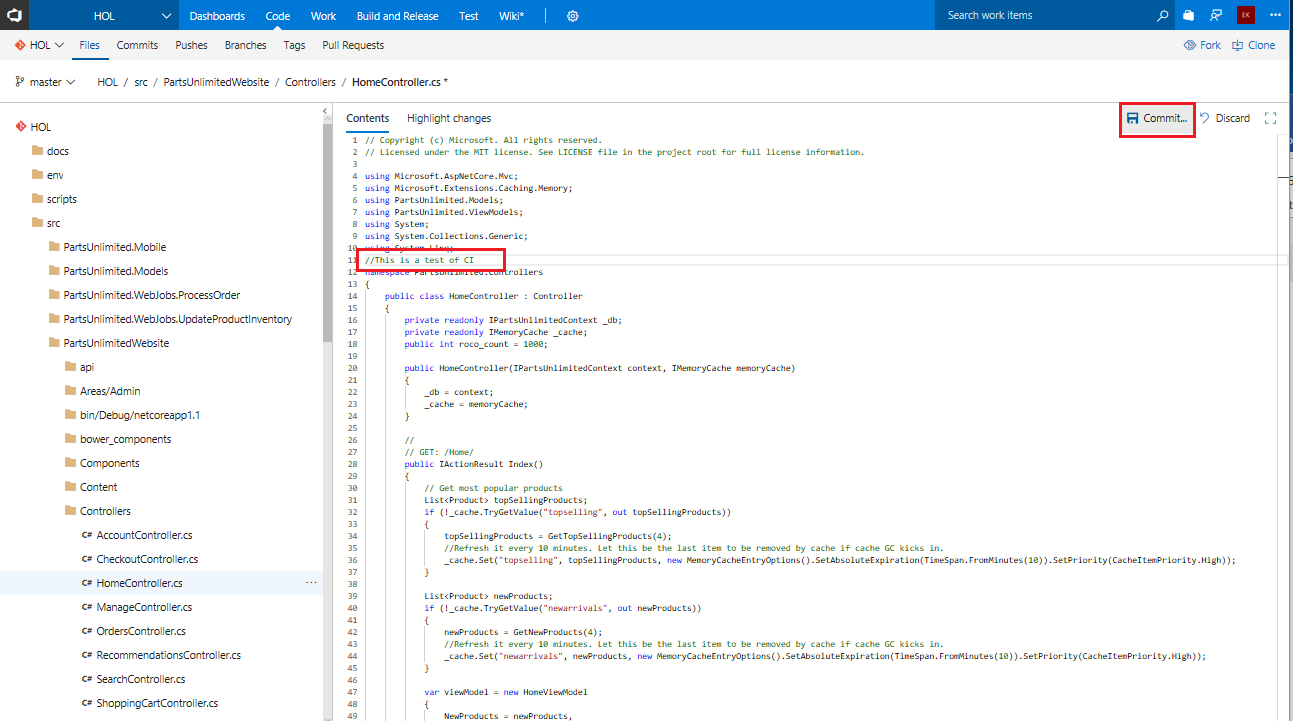 HOL Dashboards Code Work Build and Release Test Wiki* Search work items EK ...
HOL Files Commits Pushes Branches Tags Pull Requests Fork Clone
master HOL / src / PartsUnlimitedWebsite / Controllers / HomeController.cs *
HOL
docs
env
scripts
src
PartsUnlimited.Mobile
PartsUnlimited.Models
PartsUnlimited.WebJobs.ProcessOrder
PartsUnlimited.WebJobs.UpdateProductInventory
PartsUnlimitedWebsite
api
Areas/Admin
bin/Debug/netcoreapp1.1
bower_components
Components
Content
Controllers
C# AccountController.cs
C# CheckoutController.cs
C# HomeController.cs ...
C# ManageController.cs
C# OrdersController.cs
C# RecommendationsController.cs
C# SearchController.cs
C# ShoppingCartController.cs
Contents Highlight changes Commit... Discard
1 // Copyright (c) Microsoft. All rights reserved.
2 // Licensed under the MIT license. See LICENSE file in the project root for full license information.
3
4 using Microsoft.AspNetCore.Mvc;
5 using Microsoft.Extensions.Caching.Memory;
6 using PartsUnlimited.Models;
7 using PartsUnlimited.ViewModels;
8 using System;
9 using System.Collections.Generic;
10 using System.Linq;
11 //This is a test of CI
12 namespace PartsUnlimited.Controllers
13 {
14 public class HomeController : Controller
15 {
16 private readonly IPartsUnlimitedContext _db;
17 private readonly IMemoryCache _cache;
18 public int roco_count = 1000;
19
20 public HomeController(IPartsUnlimitedContext context, IMemoryCache memoryCache)
21 {
22 _db = context;
23 _cache = memoryCache;
24 }
25
26 //
27 // GET: /Home/
28 public IActionResult Index()
29 {
30 // Get most popular products
31 List<Product> topSellingProducts;
32 if (!_cache.TryGetValue("topselling", out topSellingProducts))
33 {
34 topSellingProducts = GetTopSellingProducts(4);
35 //Refresh it every 10 minutes. Let this be the last item to be removed by cache if cache GC kicks in.
36 _cache.Set("topselling", topSellingProducts, new MemoryCacheEntryOptions().SetAbsoluteExpiration(TimeSpan.FromMinutes(10)).SetPriority(CacheItemPriority.High));
37 }
38
39 List<Product> newProducts;
40 if (!_cache.TryGetValue("newarrivals", out newProducts))
41 {
42 newProducts = GetNewProducts(4);
43 //Refresh it every 10 minutes. Let this be the last item to be removed by cache if cache GC kicks in.
44 _cache.Set("newarrivals", newProducts, new MemoryCacheEntryOptions().SetAbsoluteExpiration(TimeSpan.FromMinutes(10)).SetPriority(CacheItemPriority.High));
45 }
46
47 var viewModel = new HomeViewModel
48 {
49 NewProducts = newProducts,